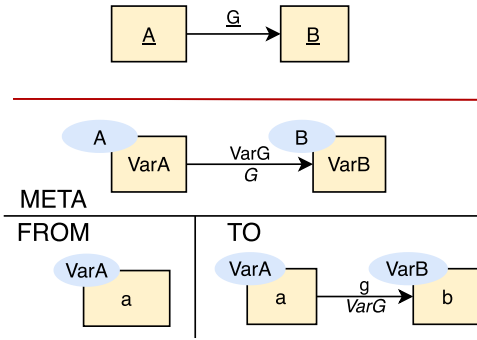 A G B
A B
VarA VarG VarB
G
META
FROM TO
VarA VarA VarB
a a g b
VarG